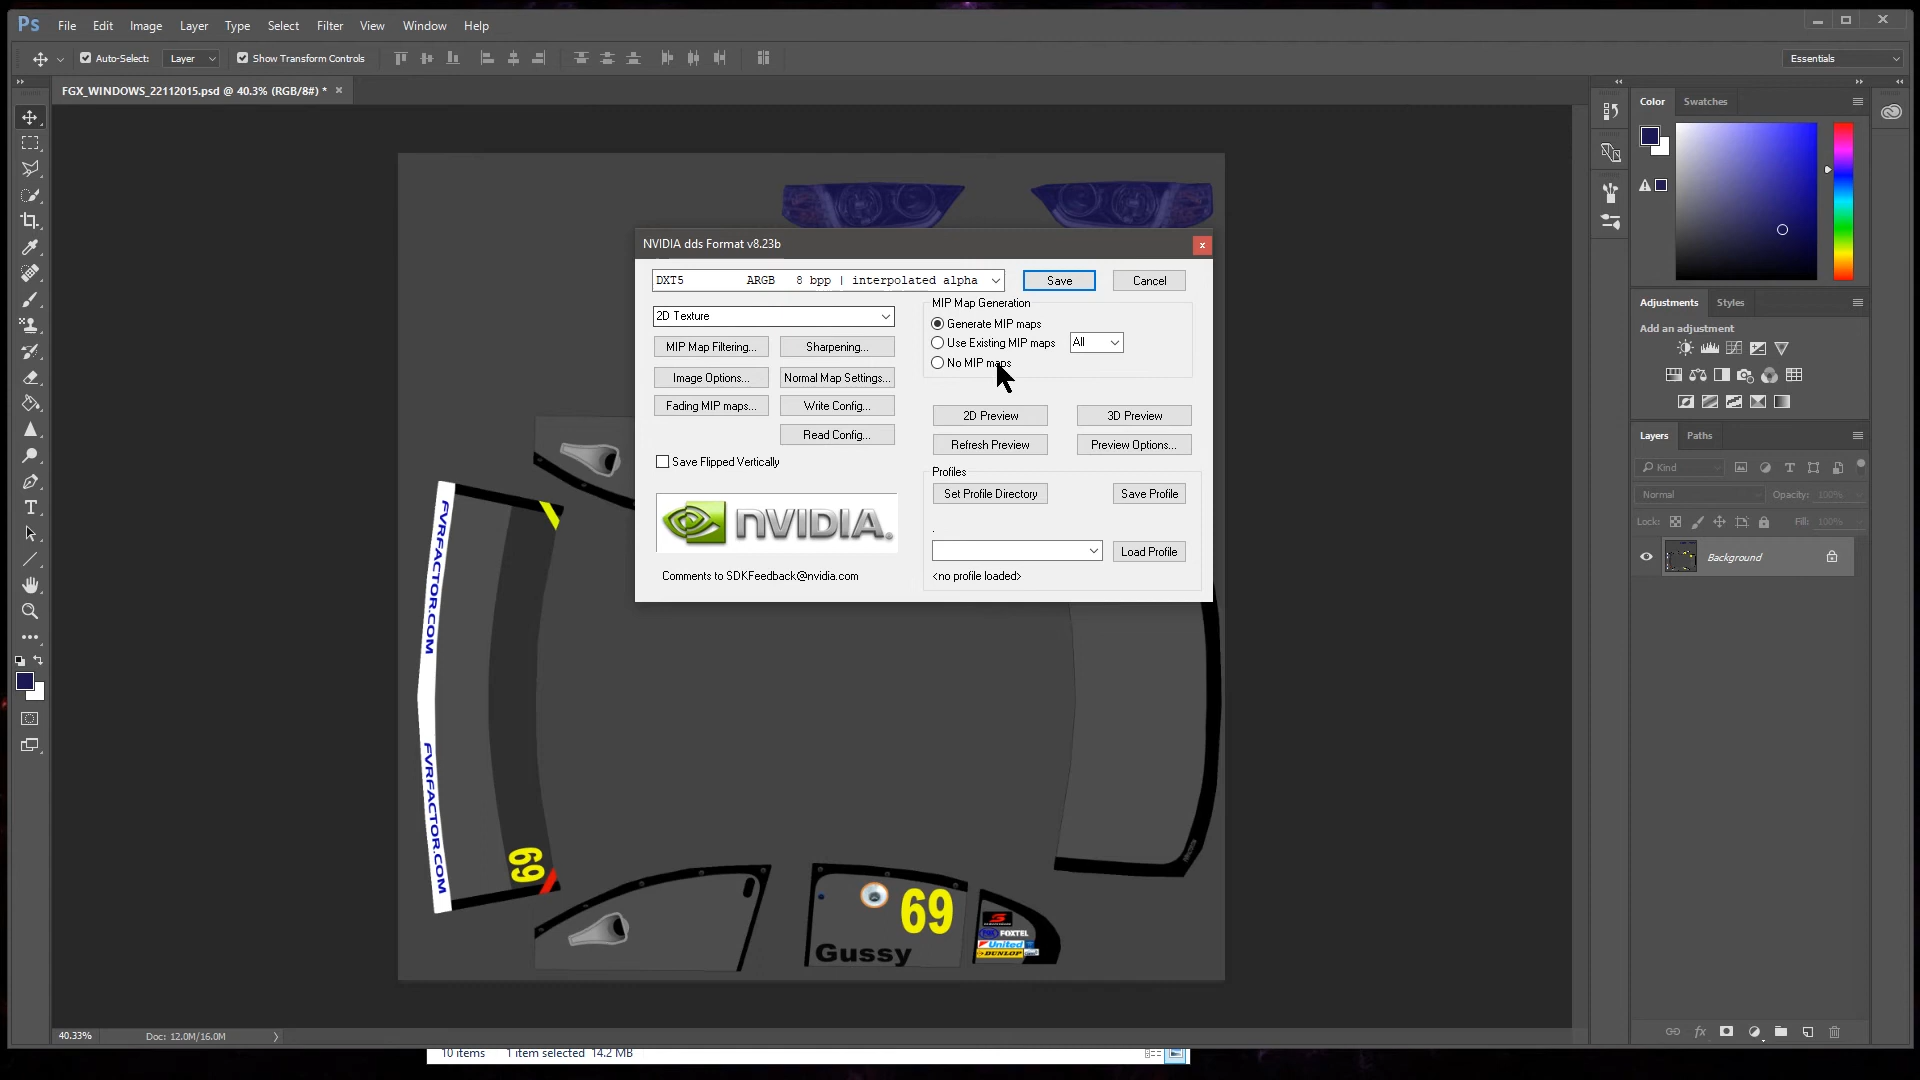 Ps File Edit Image Layer Type Select Filter View Window Help
Auto-Select: Layer Show Transform Controls Essentials
FGX_WINDOWS_22112015.psd @ 40.3% (RGB/8#) * ×
Color Swatches
NVIDIA dds Format v8.23b
DXT5 ARGB 8 bpp | interpolated alpha
Save
Cancel
2D Texture
MIP Map Generation
Generate MIP maps
Use Existing MIP maps
All
No MIP maps
MIP Map Filtering...
Sharpening...
Image Options...
Normal Map Settings...
Fading MIP maps...
Write Config...
Read Config...
2D Preview
3D Preview
Refresh Preview
Preview Options...
Save Flipped Vertically
Profiles
Set Profile Directory
Save Profile
.
Load Profile
<no profile loaded>
NVIDIA.
Comments to SDKFeedback@nvidia.com
Adjustments Styles
Add an adjustment
Layers Paths
Kind
Normal Opacity: 100%
Lock: Fill: 100%
Background
FVRFACTOR.COM
FVRFACTOR.COM
69
69
Gussy
FOXTEL
United
DUNLOP
40.33% Doc: 12.0M/16.0M
10 items 1 item selected 14.2 MB